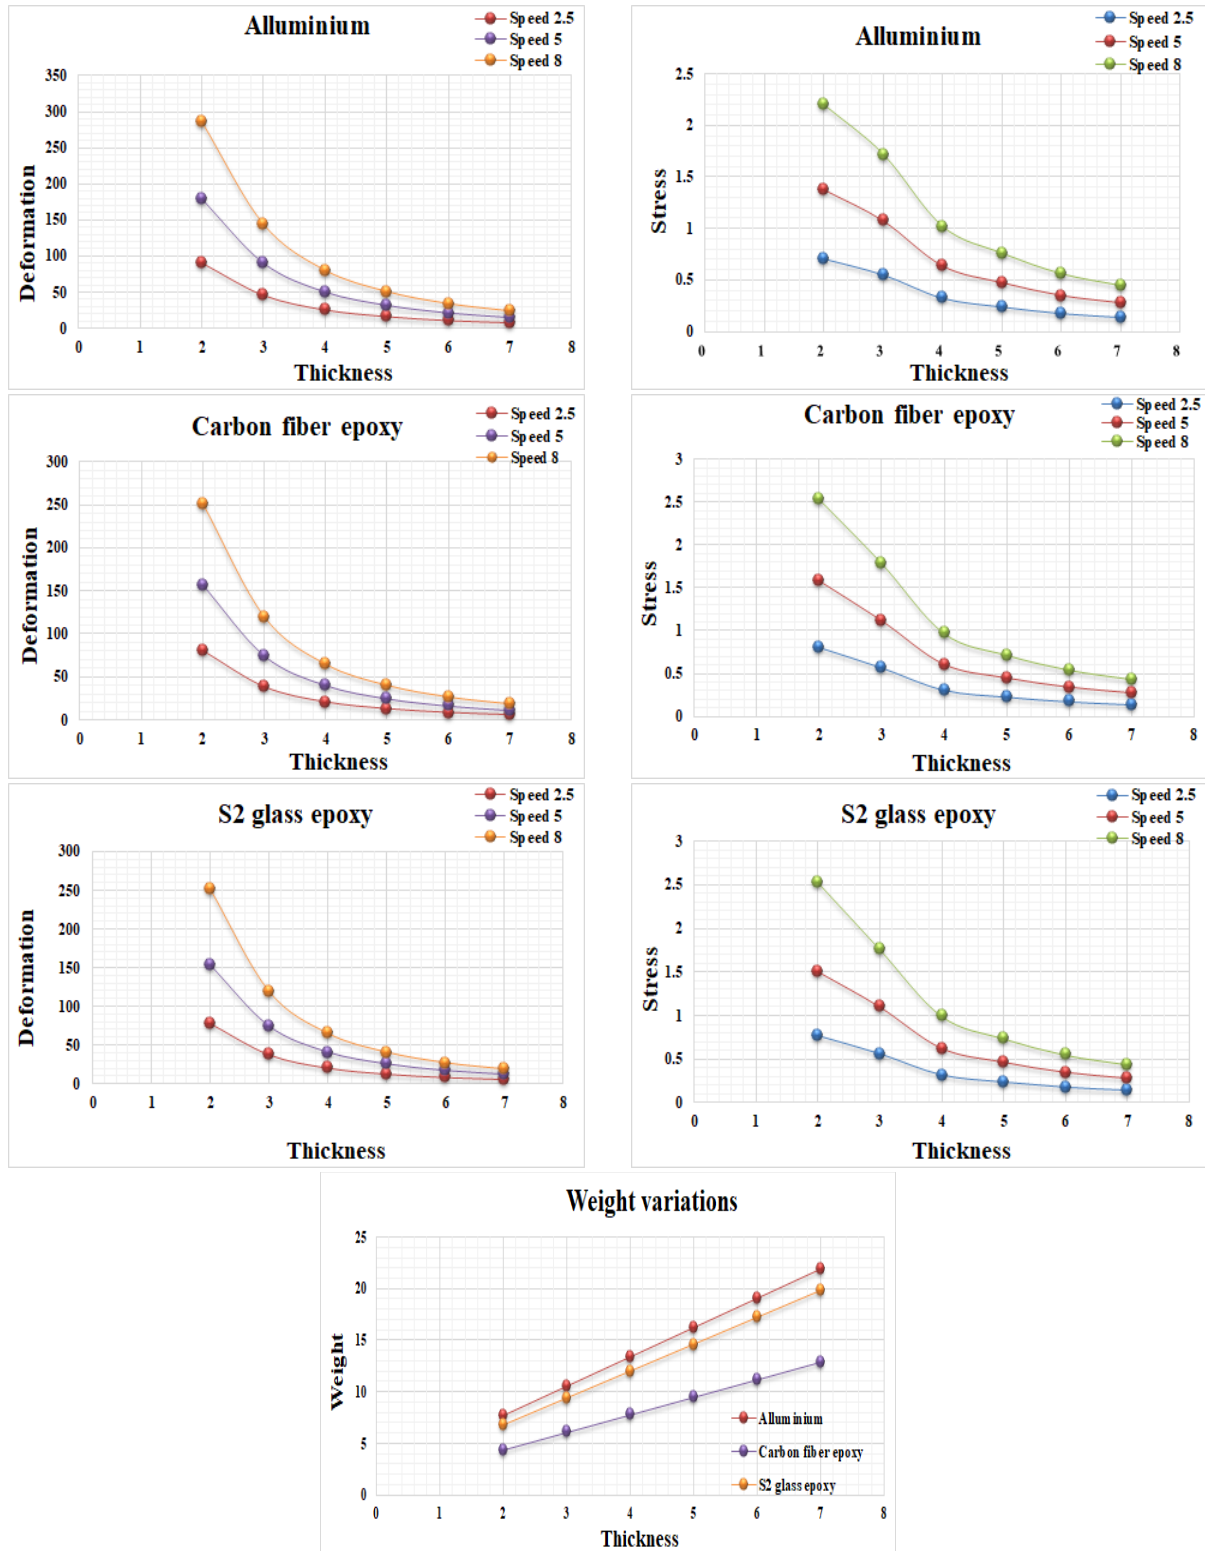 Alluminium
Speed 2.5
Speed 5
Speed 8
350
300
250
200
150
100
50
0
Deformation
0 1 2 3 4 5 6 7 8
Thickness
Alluminium
Speed 2.5
Speed 5
Speed 8
2.5
2
1.5
1
0.5
0
Stress
0 1 2 3 4 5 6 7 8
Thickness
Carbon fiber epoxy
Speed 2.5
Speed 5
Speed 8
300
250
200
150
100
50
0
Deformation
0 1 2 3 4 5 6 7 8
Thickness
Carbon fiber epoxy
Speed 2.5
Speed 5
Speed 8
3
2.5
2
1.5
1
0.5
0
Stress
0 1 2 3 4 5 6 7 8
Thickness
S2 glass epoxy
Speed 2.5
Speed 5
Speed 8
300
250
200
150
100
50
0
Deformation
0 1 2 3 4 5 6 7 8
Thickness
S2 glass epoxy
Speed 2.5
Speed 5
Speed 8
3
2.5
2
1.5
1
0.5
0
Stress
0 1 2 3 4 5 6 7 8
Thickness
Weight variations
25
20
15
10
5
0
Weight
Alluminium
Carbon fiber epoxy
S2 glass epoxy
0 1 2 3 4 5 6 7 8
Thickness